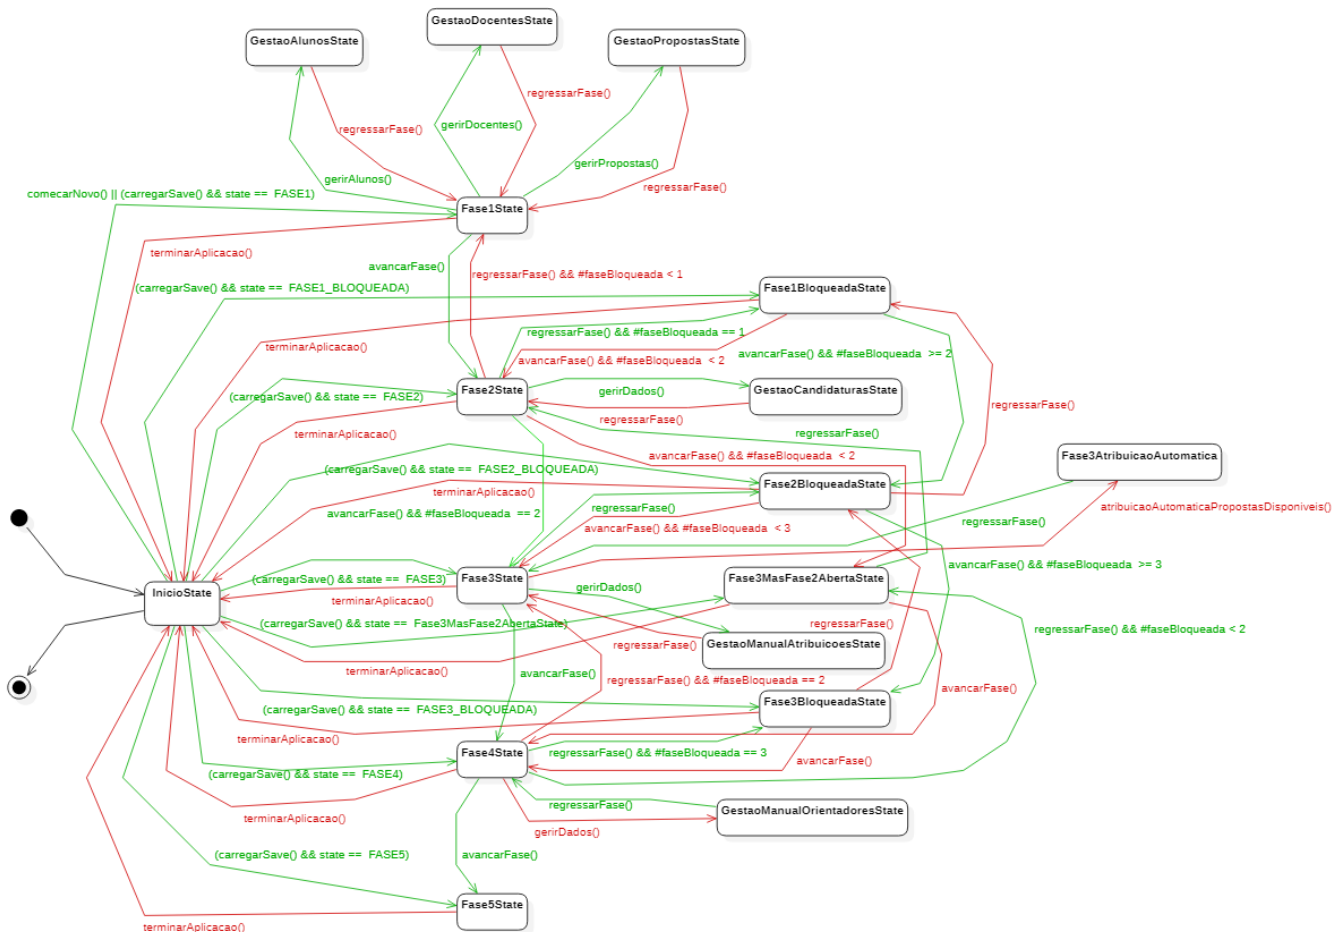 GestaoDocentesState
GestaoAlunosState
GestaoPropostasState
regressarFase()
gerirDocentes()
regressarFase()
gerirPropostas()
gerirAlunos()
regressarFase()
comecarNovo() || (carregarSave() && state ==  FASE1)
Fase1State
terminarAplicacao()
avancarFase()
regressarFase() && #faseBloqueada < 1
(carregarSave() && state ==  FASE1_BLOQUEADA)
Fase1BloqueadaState
regressarFase() && #faseBloqueada == 1
terminarAplicacao()
avancarFase() && #faseBloqueada  < 2
avancarFase() && #faseBloqueada  >= 2
Fase2State
GestaoCandidaturasState
gerirDados()
(carregarSave() && state ==  FASE2)
regressarFase()
regressarFase()
terminarAplicacao()
regressarFase()
avancarFase() && #faseBloqueada  < 2
Fase3AtribuicaoAutomatica
(carregarSave() && state ==  FASE2_BLOQUEADA)
Fase2BloqueadaState
terminarAplicacao()
regressarFase()
atribuicaoAutomaticaPropostasDisponiveis()
avancarFase() && #faseBloqueada  == 2
avancarFase() && #faseBloqueada  < 3
regressarFase()
avancarFase() && #faseBloqueada  >= 3
Fase3State
(carregarSave() && state ==  FASE3)
Fase3MasFase2AbertaState
gerirDados()
InicioState
terminarAplicacao()
(carregarSave() && state ==  Fase3MasFase2AbertaState)
regressarFase()
regressarFase() && #faseBloqueada < 2
GestaoManualAtribuicoesState
regressarFase()
terminarAplicacao()
avancarFase()
regressarFase() && #faseBloqueada == 2
avancarFase()
Fase3BloqueadaState
(carregarSave() && state ==  FASE3_BLOQUEADA)
terminarAplicacao()
Fase4State
regressarFase() && #faseBloqueada == 3
avancarFase()
(carregarSave() && state ==  FASE4)
regressarFase()
GestaoManualOrientadoresState
terminarAplicacao()
gerirDados()
(carregarSave() && state ==  FASE5)
avancarFase()
Fase5State
terminarAplicacao()